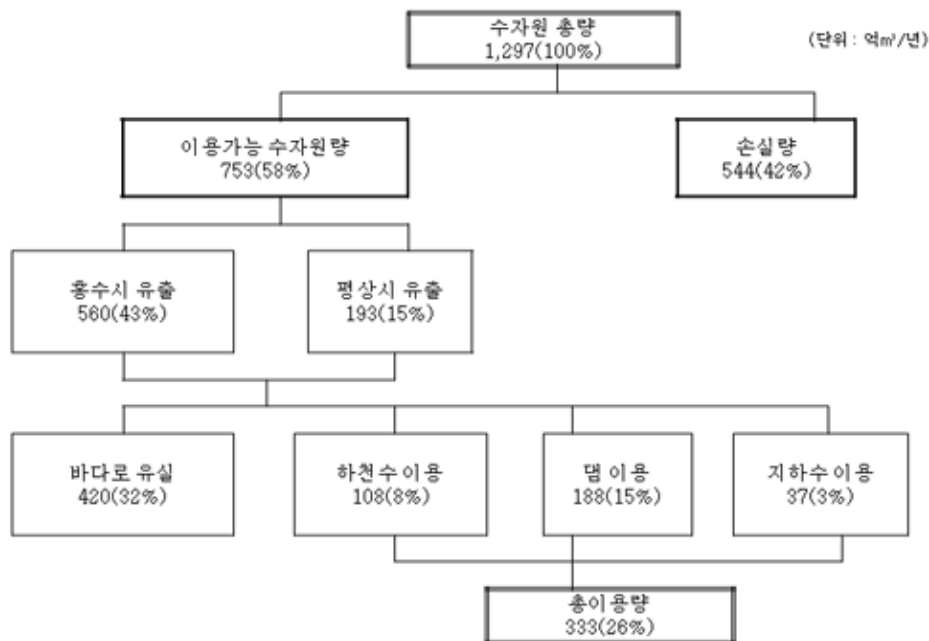 수자원 총량
1,297(100%)
(단위 : 억㎥/년)
이용가능 수자원량
753(58%)
손실량
544(42%)
홍수시 유출
560(43%)
평상시 유출
193(15%)
바다로 유실
420(32%)
하천수 이용
108(8%)
댐 이용
188(15%)
지하수 이용
37(3%)
총이용량
333(26%)